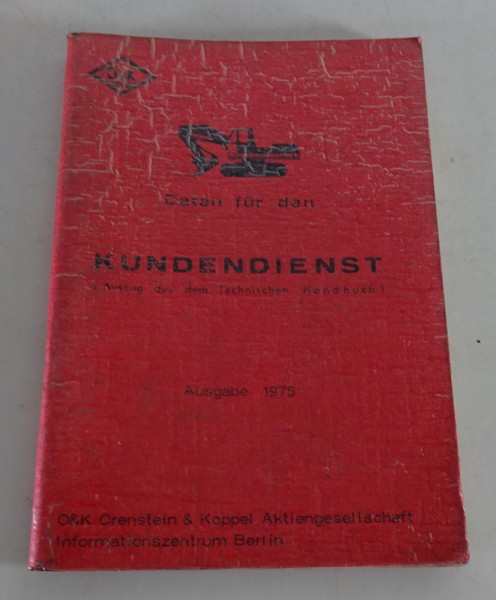 O&K
Daten für den
KUNDENDIENST
(Auszug aus dem Technischen Handbuch)
Ausgabe 1975
O&K Orenstein & Koppel Aktiengesellschaft
Informationszentrum Berlin